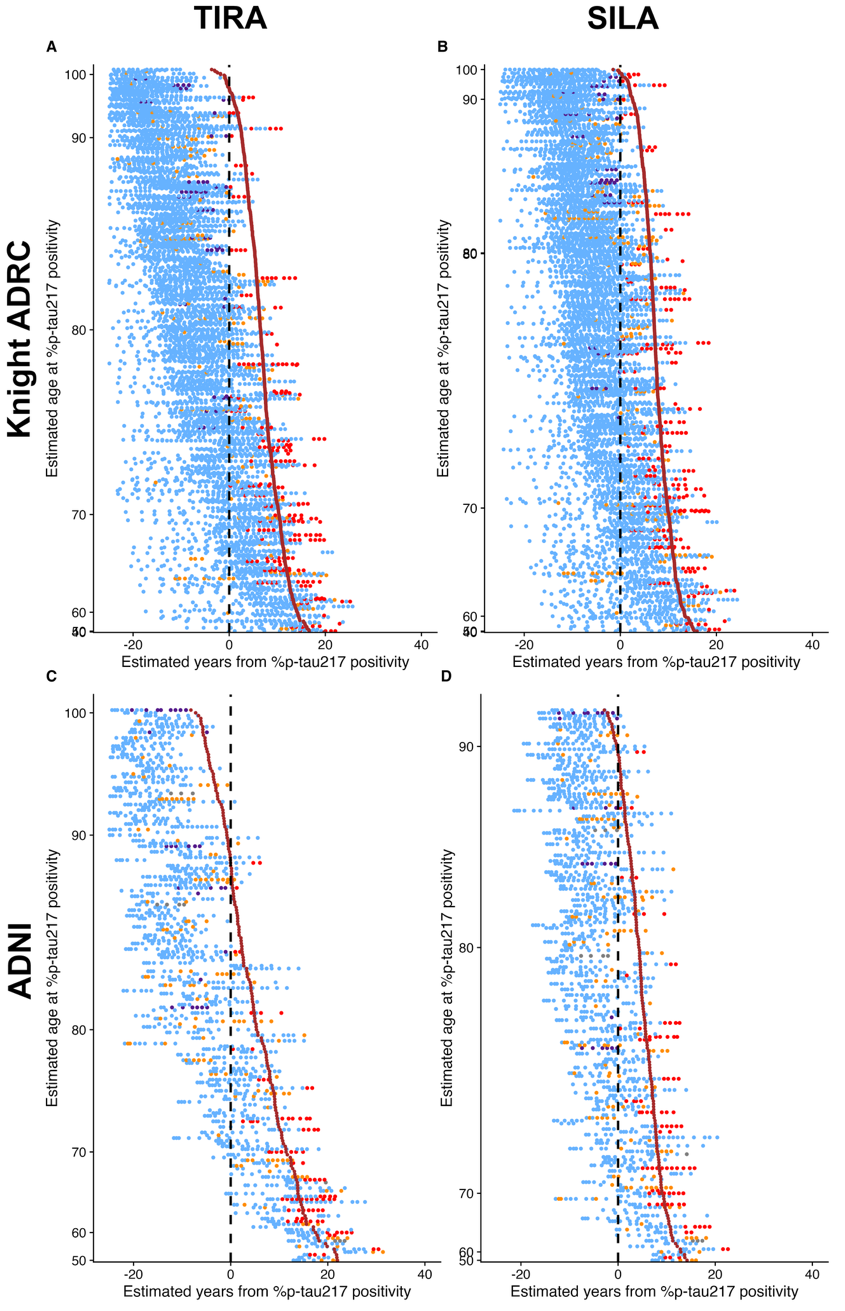 TIRA
SILA
A
B
Knight ADRC
Estimated age at %p-tau217 positivity
100
90
80
70
60
50
40
-20
0
20
40
Estimated years from %p-tau217 positivity
Estimated age at %p-tau217 positivity
100
90
80
70
60
50
40
-20
0
20
40
Estimated years from %p-tau217 positivity
C
D
ADNI
Estimated age at %p-tau217 positivity
100
90
80
70
60
50
-20
0
20
40
Estimated years from %p-tau217 positivity
Estimated age at %p-tau217 positivity
90
80
70
60
50
-20
0
20
40
Estimated years from %p-tau217 positivity